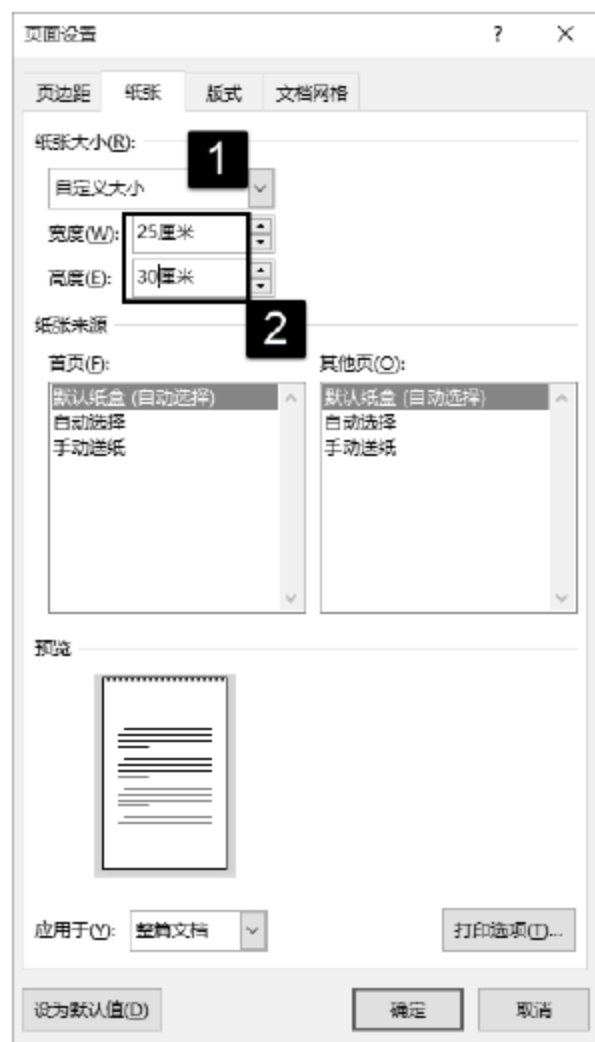 页面设置 ? ×
页边距 纸张 版式 文档网格
纸张大小(R):
1
自定义大小
宽度(W): 25厘米
高度(E): 30厘米
2
纸张来源
首页(F): 其他页(O):
默认纸盒 (自动选择) 默认纸盒 (自动选择)
自动选择 自动选择
手动送纸 手动送纸
预览
应用于(Y): 整篇文档 打印选项(T)...
设为默认值(D) 确定 取消